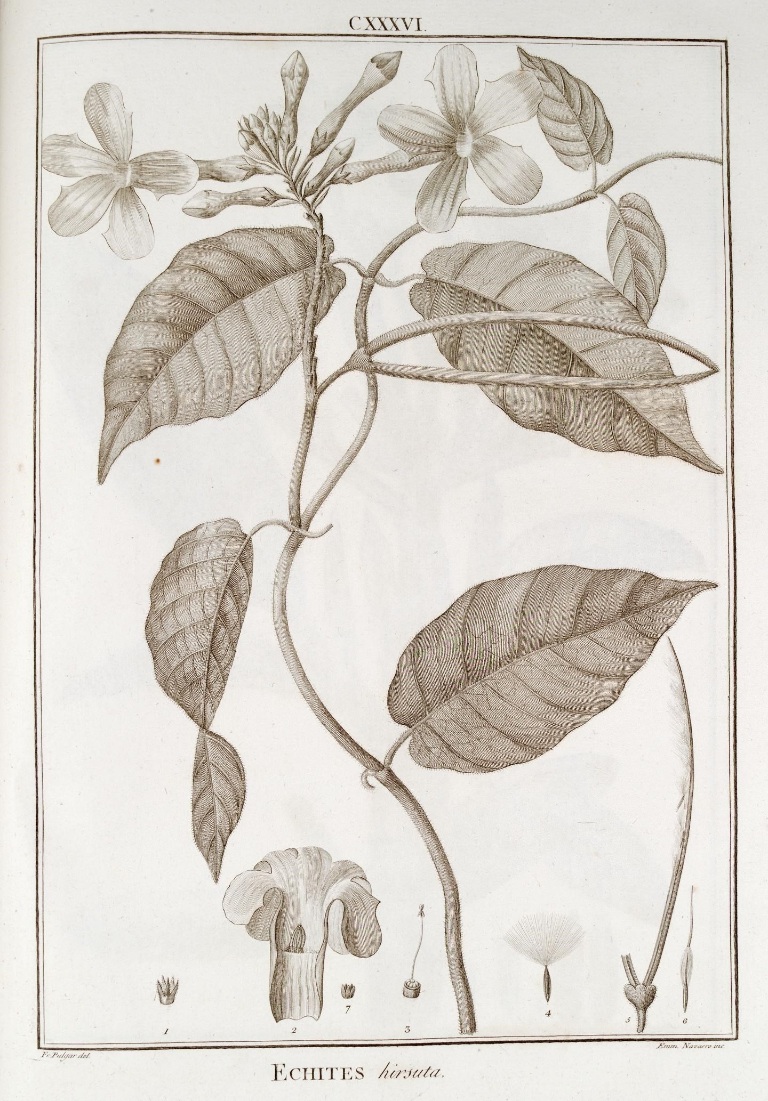 CXXXVI.
1
2
7
3
4
5
6
Fr. Pulgar del.
Emm. Navarro inc.
ECHITES hirsuta.